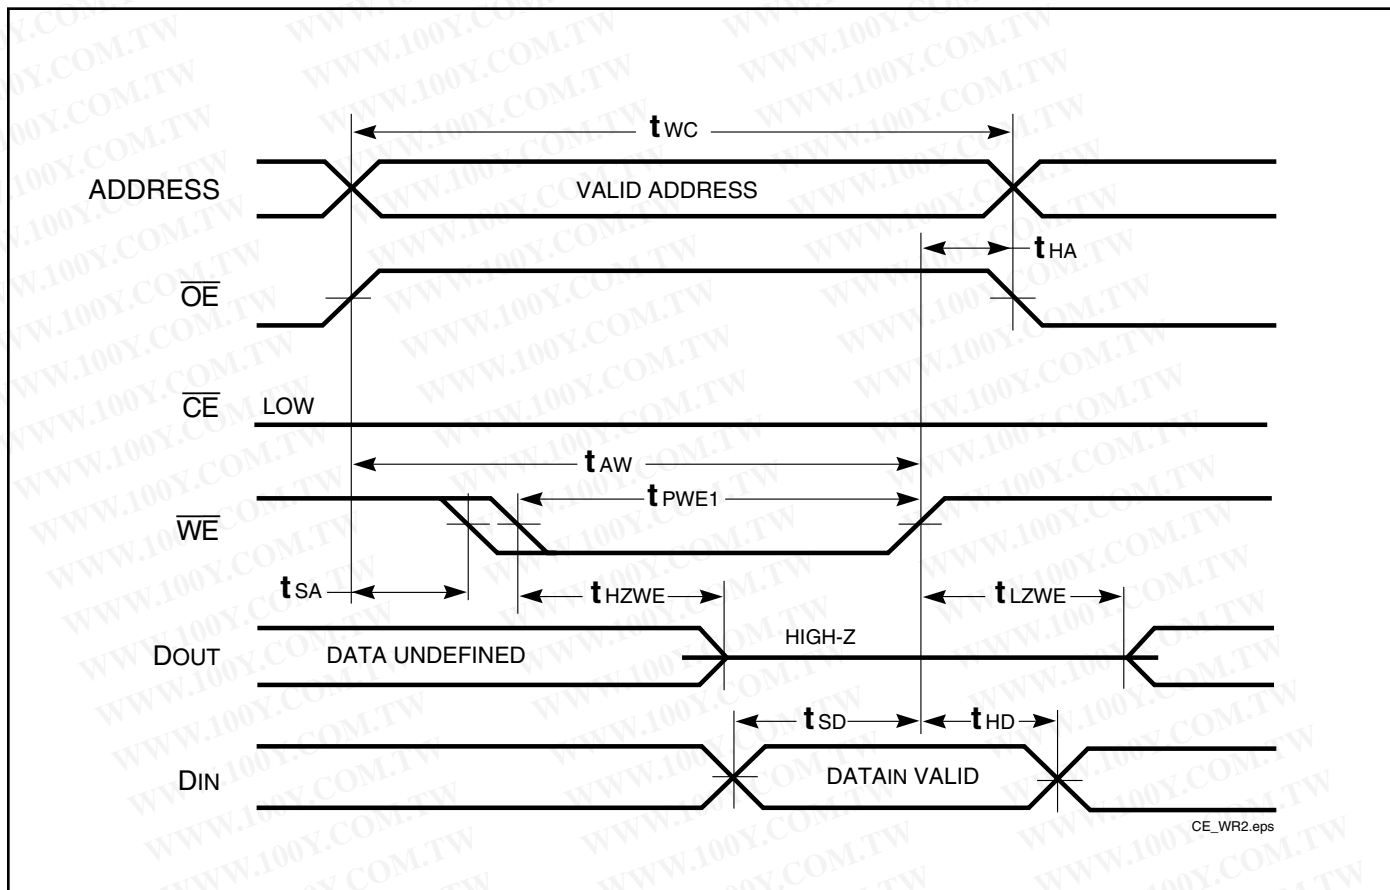 tWC
ADDRESS
VALID ADDRESS
tHA
OE
CE
LOW
tAW
tPWE1
WE
tSA
tHZWE
tLZWE
DOUT
DATA UNDEFINED
HIGH-Z
tSD
tHD
DIN
DATAIN VALID
CE_WR2.eps
WWW.100Y.COM.TW